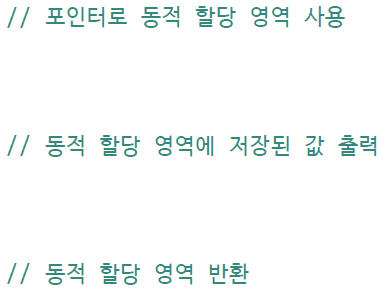 // 포인터로 동적 할당 영역 사용
// 동적 할당 영역에 저장된 값 출력
// 동적 할당 영역 반환